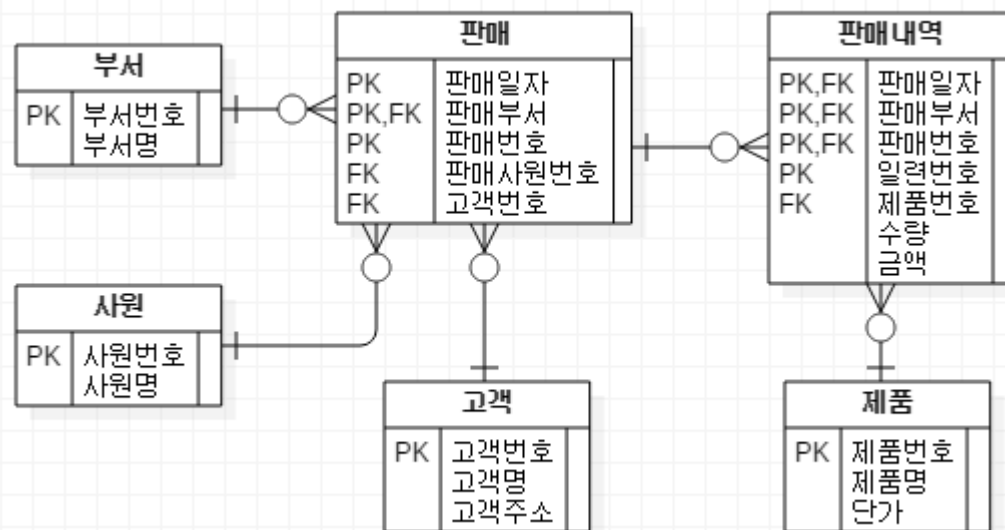 부서
PK 부서번호
부서명
판매
PK 판매일자
PK,FK 판매부서
PK 판매번호
FK 판매사원번호
FK 고객번호
판매내역
PK,FK 판매일자
PK,FK 판매부서
PK,FK 판매번호
PK 일련번호
FK 제품번호
수량
금액
사원
PK 사원번호
사원명
고객
PK 고객번호
고객명
고객주소
제품
PK 제품번호
제품명
단가